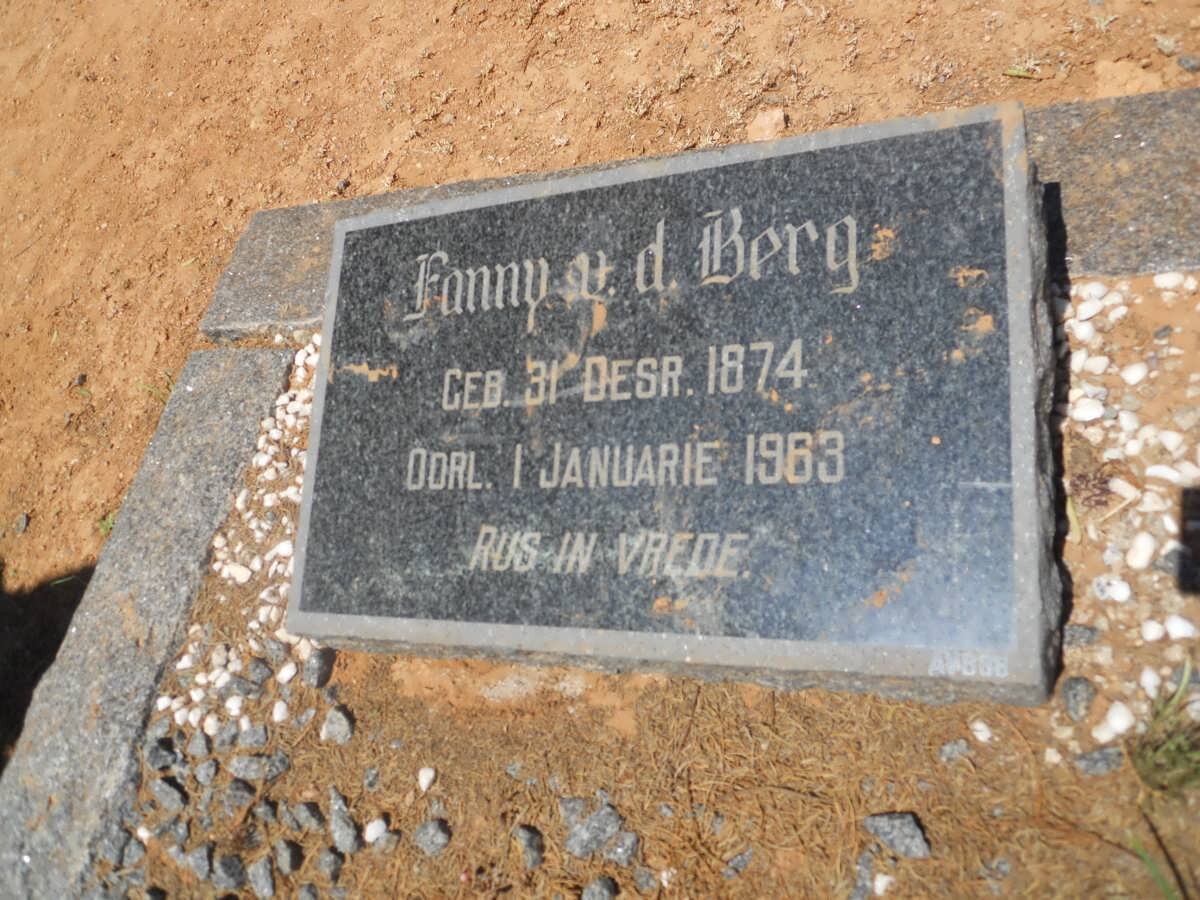 Fanny v. d. Berg
GEB. 31 DESR. 1874
OORL. 1 JANUARIE 1963
RUS IN VREDE.